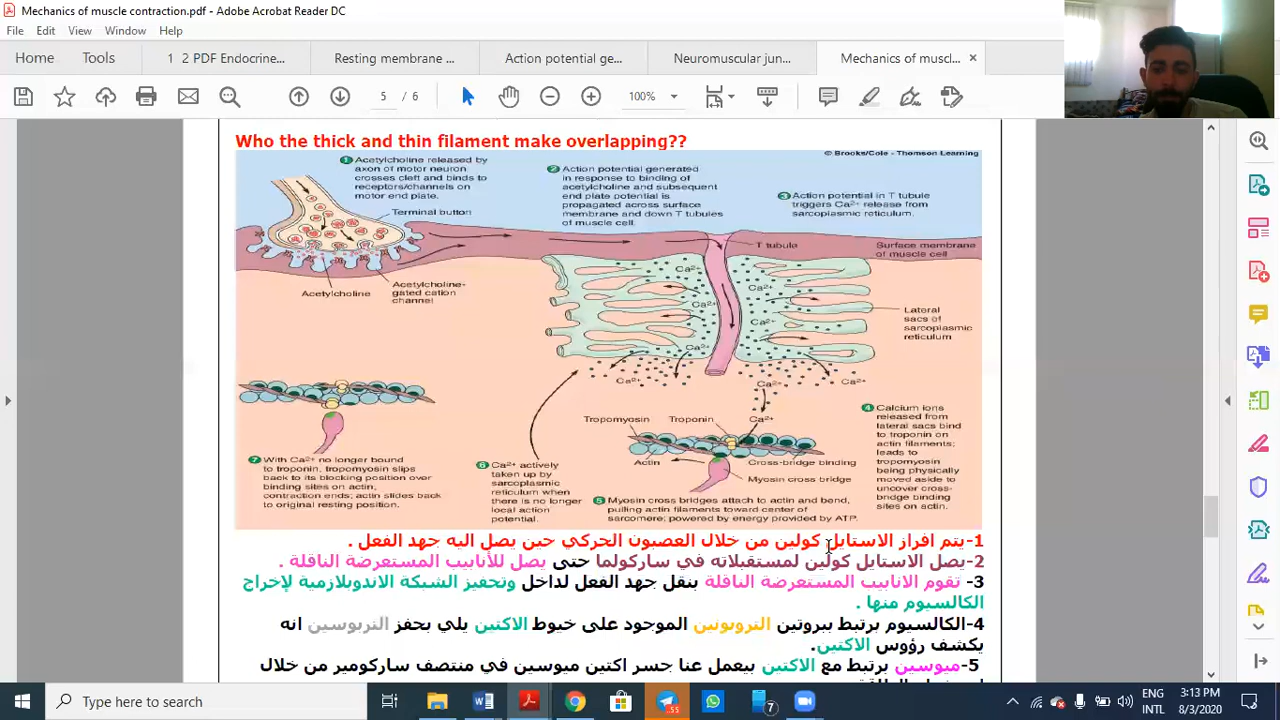 Mechanics of muscle contraction.pdf - Adobe Acrobat Reader DC
File Edit View Window Help
Home Tools 1 2 PDF Endocrine... Resting membrane ... Action potential ge... Neuromuscular jun... Mechanics of muscl... ×
5 / 6 100%
Who the thick and thin filament make overlapping??
© Brooks/Cole - Thomson Learning
1 Acetylcholine released by
axon of motor neuron
crosses cleft and binds to
receptors/channels on
motor end plate.
Terminal button
2 Action potential generated
in response to binding of
acetylcholine and subsequent
end plate potential is
propagated across surface
membrane and down T tubules
of muscle cell.
3 Action potential in T tubule
triggers Ca2+ release from
sarcoplasmic reticulum.
T tubule
Surface membrane
of muscle cell
Acetylcholine
Acetylcholine-
gated cation
channel
Ca2+
Ca2+
Ca2+
Ca2+
Lateral
sacs of
sarcoplasmic
reticulum
Ca2+
Ca2+
Ca2+
Tropomyosin
Troponin
Ca2+
Actin
Cross-bridge binding
Myosin cross bridge
4 Calcium ions
released from
lateral sacs bind
to troponin on
actin filaments;
leads to
tropomyosin
being physically
moved aside to
uncover cross-
bridge binding
sites on actin.
7 With Ca2+ no longer bound
to troponin, tropomyosin slips
back to its blocking position over
binding sites on actin,
contraction ends; actin slides back
to original resting position.
6 Ca2+ actively
taken up by
sarcoplasmic
reticulum when
there is no longer
local action
potential.
5 Myosin cross bridges attach to actin and bend,
pulling actin filaments toward center of
sarcomere; powered by energy provided by ATP.
1-يتم افراز الاستايل كولين من خلال العصبون الحركي حين يصل اليه جهد الفعل .
2-يصل الاستايل كولين لمستقبلاته في ساركولما حتى يصل للأنابيب المستعرضة الناقلة .
3- تقوم الانابيب المستعرضة الناقلة بنقل جهد الفعل لداخل وتحفيز الشبكة الاندوبلازمية لإخراج
الكالسيوم منها .
4-الكالسيوم يرتبط ببروتين التروبونين الموجود على خيوط الاكتين يلي بحفز التربوسين انه
يكشف رؤوس الاكتين.
5-ميوسين يرتبط مع الاكتين بيعمل عنا جسر اكتين ميوسين في منتصف ساركومير من خلال
Type here to search
ENG
INTL
3:13 PM
8/3/2020